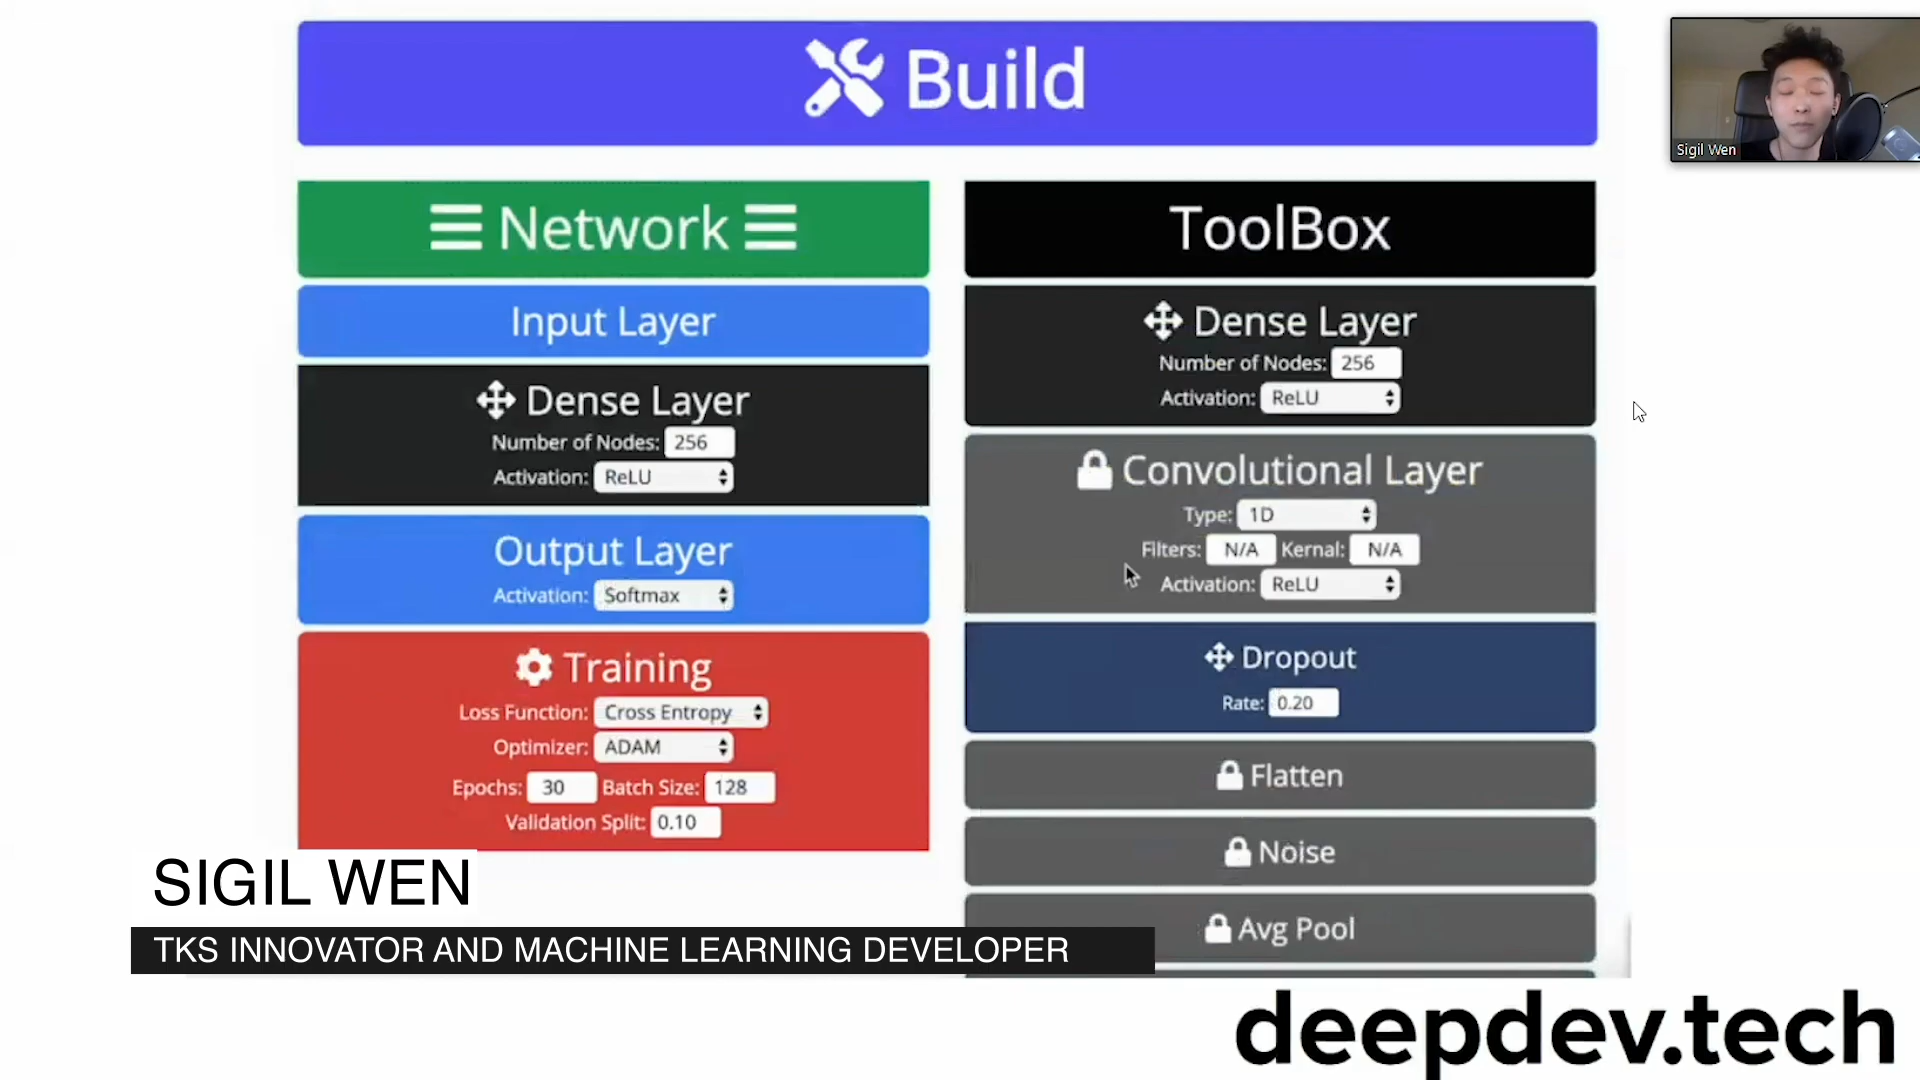 Build
Sigil Wen
Network
Input Layer
Dense Layer
Number of Nodes: 256
Activation: ReLU
Output Layer
Activation: Softmax
Training
Loss Function: Cross Entropy
Optimizer: ADAM
Epochs: 30 Batch Size: 128
Validation Split: 0.10
ToolBox
Dense Layer
Number of Nodes: 256
Activation: ReLU
Convolutional Layer
Type: 1D
Filters: N/A Kernal: N/A
Activation: ReLU
Dropout
Rate: 0.20
Flatten
Noise
Avg Pool
SIGIL WEN
TKS INNOVATOR AND MACHINE LEARNING DEVELOPER
deepdev.tech